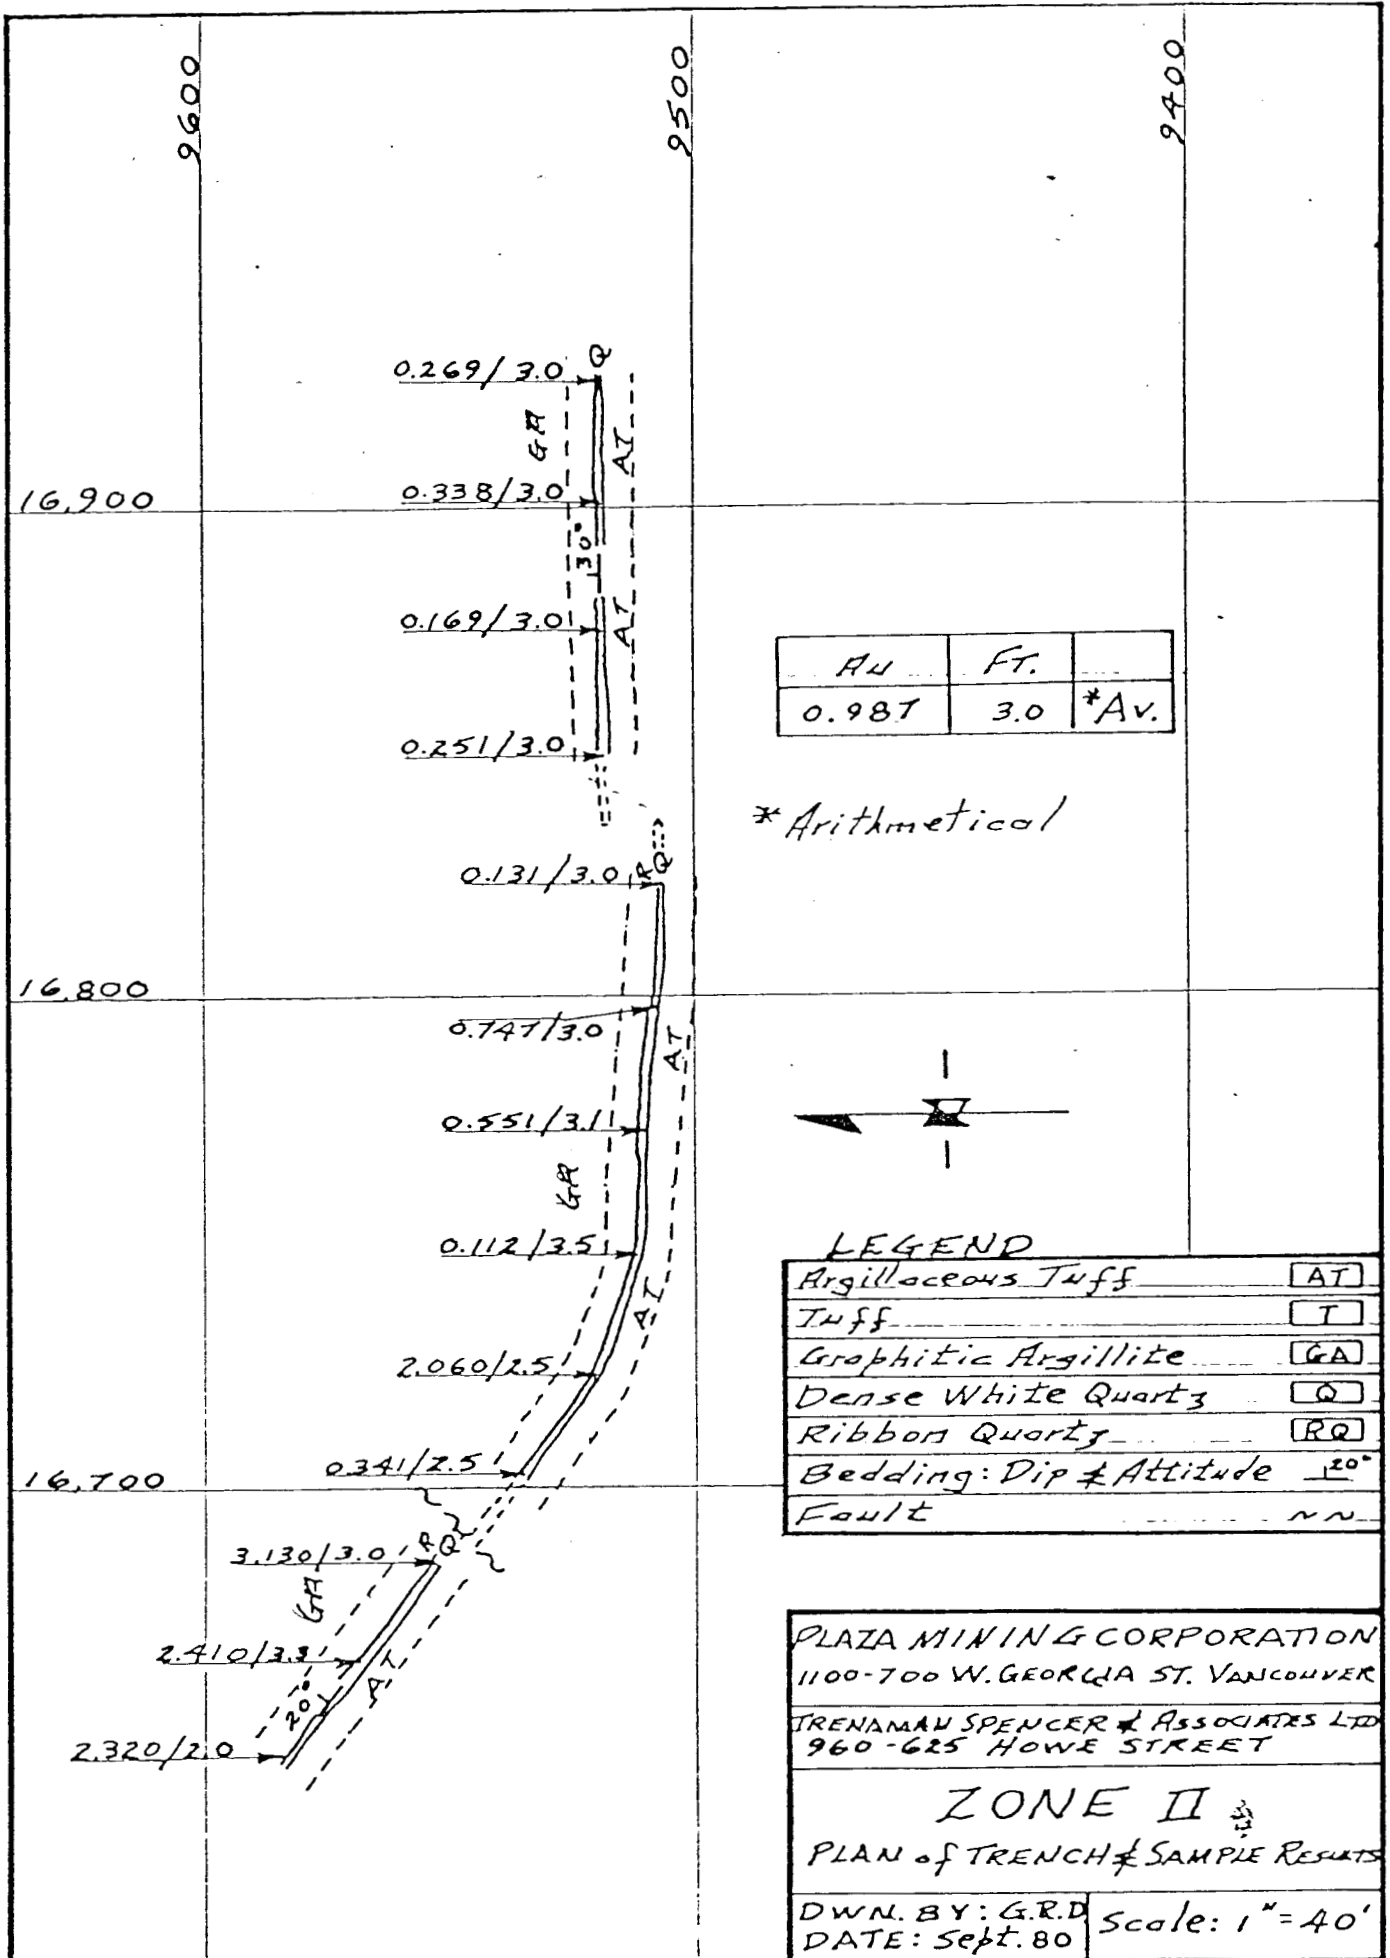 9600
9500
9400
0.269/3.0
Q
GA
AT
16,900
0.338/3.0
30°
0.169/3.0
AT
Au FT.
0.987 3.0 *Av.
0.251/3.0
*Arithmetical
0.131/3.0
RQ
16,800
0.747/3.0
AT
0.551/3.1
GA
0.112/3.5
AT
2.060/2.5
0.341/2.5
16,700
3.130/3.0
RQ
GA
2.410/3.3
AT
20°
2.320/2.0
LEGEND
Argillaceous Tuff AT
Tuff T
Graphitic Argillite GA
Dense White Quartz Q
Ribbon Quartz RQ
Bedding: Dip & Attitude 20°
Fault
PLAZA MINING CORPORATION
1100-700 W. GEORGIA ST. VANCOUVER
TRENAMAN SPENCER & ASSOCIATES LTD
960-625 HOWE STREET
ZONE II
PLAN of TRENCH & SAMPLE RESULTS
DWN. BY: G.R.D
DATE: Sept. 80
Scale: 1" = 40'